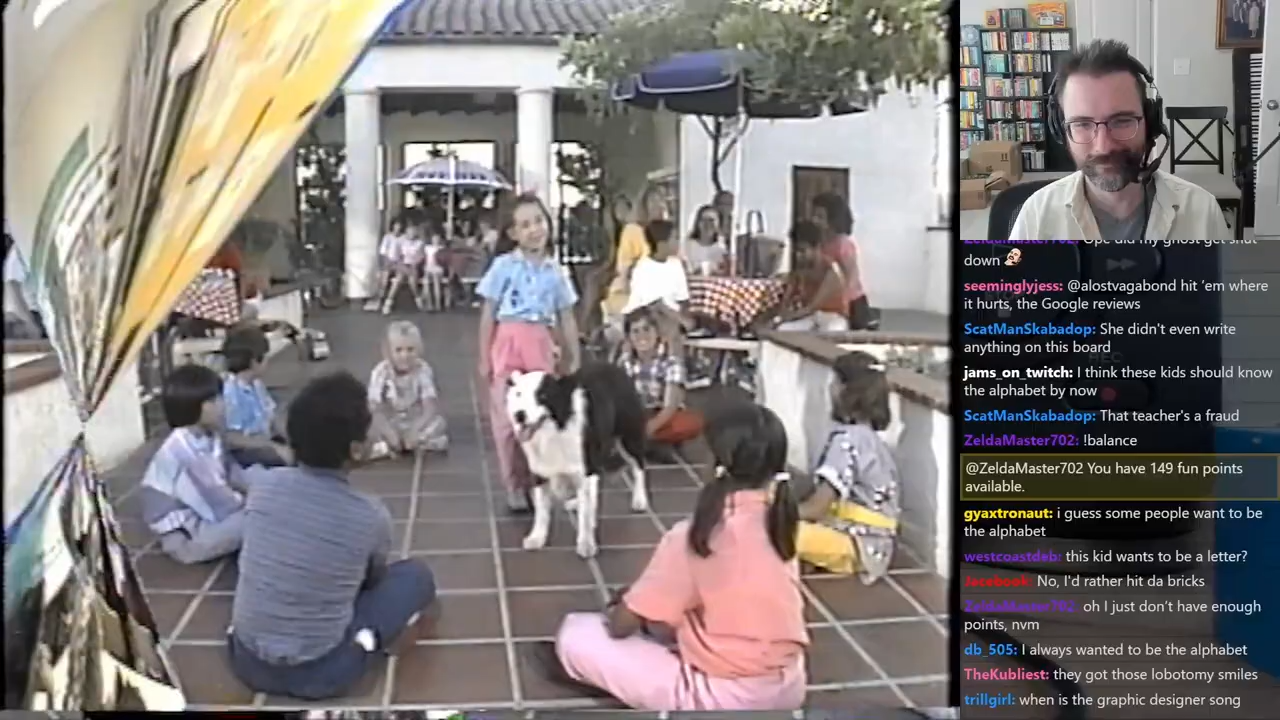 down
seeminglyjess: @alostvagabond hit 'em where
it hurts, the Google reviews
ScatManSkabadop: She didn't even write
anything on this board
jams_on_twitch: I think these kids should know
the alphabet by now
ScatManSkabadop: That teacher's a fraud
ZeldaMaster702: !balance
@ZeldaMaster702 You have 149 fun points
available.
gyaxtronaut: i guess some people want to be
the alphabet
westcoastdeb: this kid wants to be a letter?
Jacebook: No, I'd rather hit da bricks
ZeldaMaster702: oh I just don't have enough
points, nvm
db_505: I always wanted to be the alphabet
TheKubliest: they got those lobotomy smiles
trillgirl: when is the graphic designer song